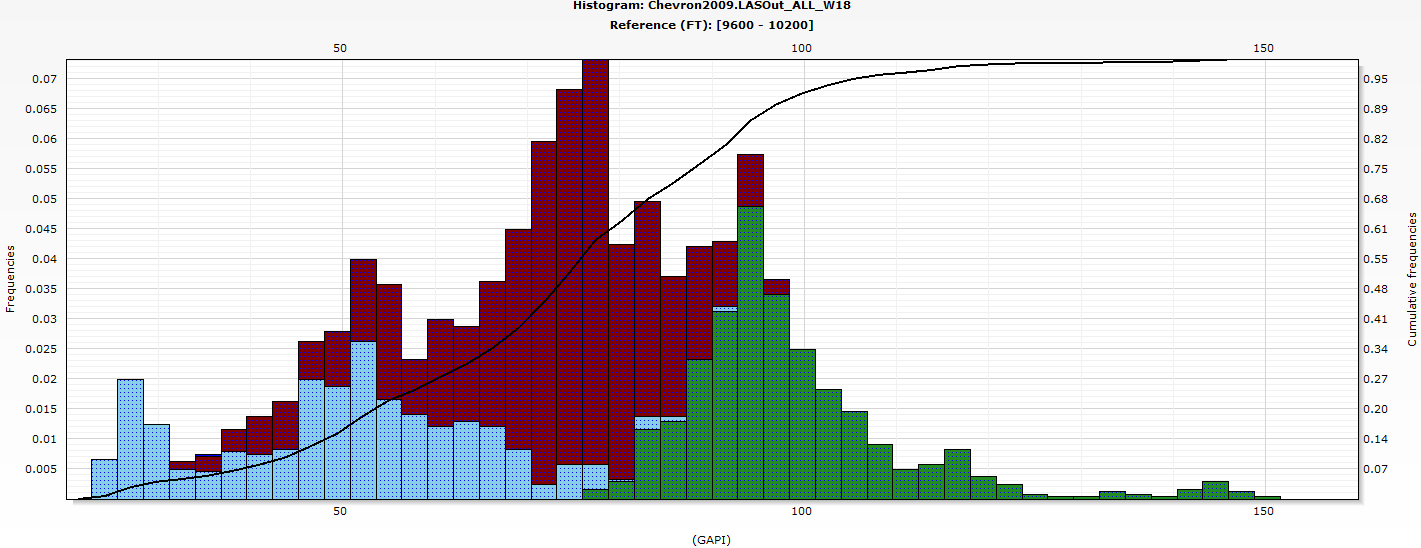 Histogram: Chevron2009.LASOut_ALL_W18
Reference (FT): [9600 - 10200]
50 100 150
0.07 0.95
0.065 0.89
0.06 0.82
0.055 0.75
0.05 0.68
0.045 0.61
0.04 0.55
0.035 0.48
0.03 0.41
0.025 0.34
0.02 0.27
0.015 0.20
0.01 0.14
0.005 0.07
Frequencies
Cumulative frequencies
50 100 150
(GAPI)